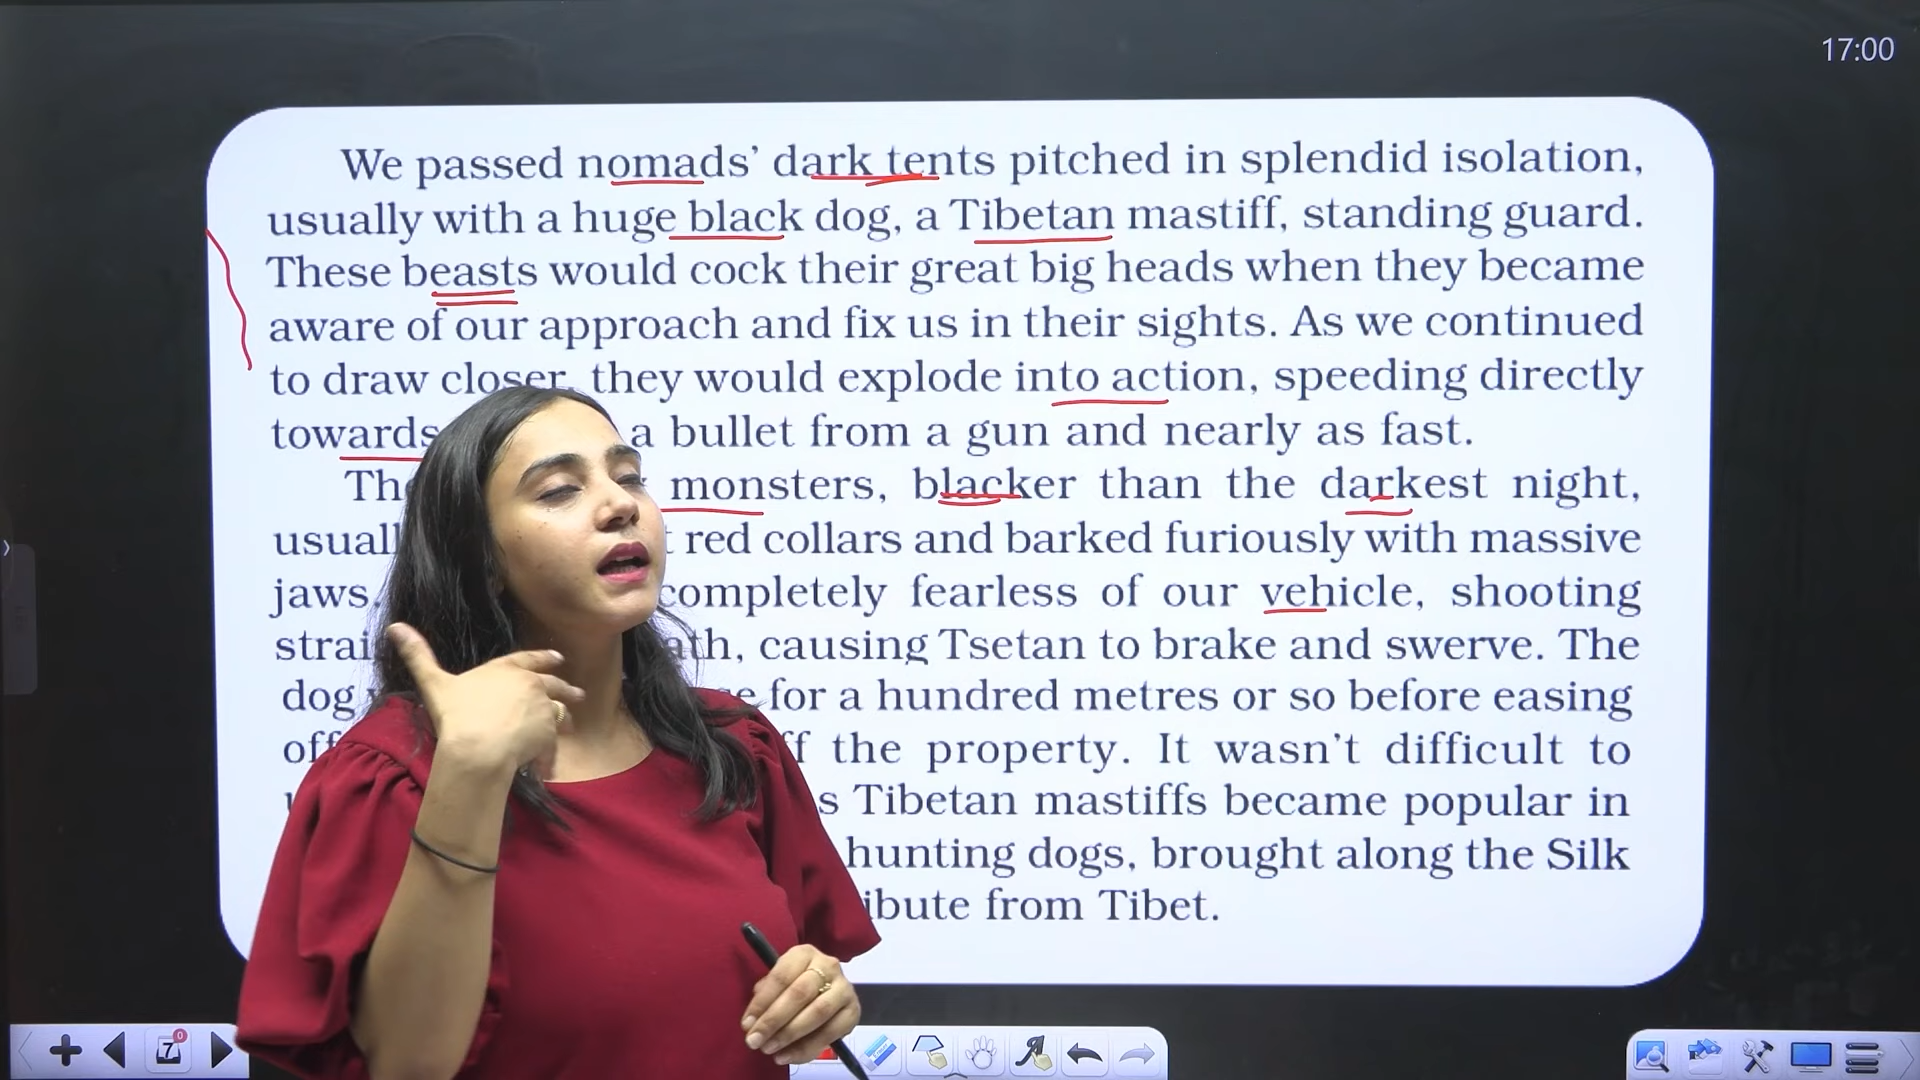 17:00
We passed nomads’ dark tents pitched in splendid isolation,
usually with a huge black dog, a Tibetan mastiff, standing guard.
These beasts would cock their great big heads when they became
aware of our approach and fix us in their sights. As we continued
to draw closer, they would explode into action, speeding directly
towards a bullet from a gun and nearly as fast.
monsters, blacker than the darkest night,
red collars and barked furiously with massive
jaws. completely fearless of our vehicle, shooting
causing Tsetan to brake and swerve. The
dog for a hundred metres or so before easing
the property. It wasn’t difficult to
Tibetan mastiffs became popular in
hunting dogs, brought along the Silk
from Tibet.
7
0